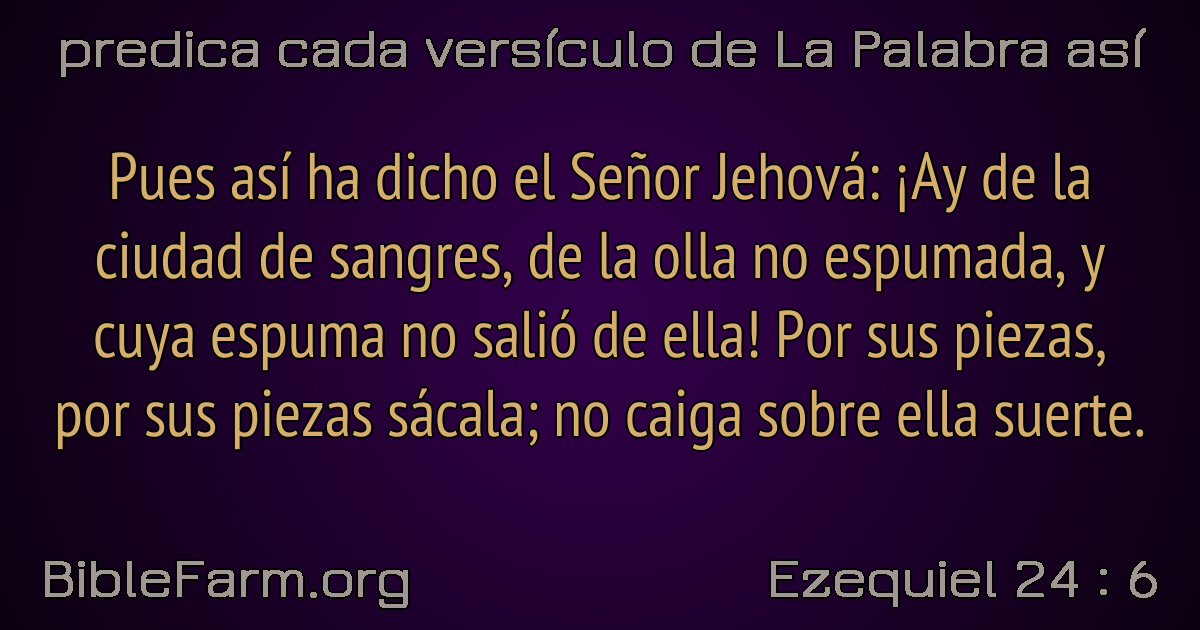 predica cada versículo de La Palabra así
Pues así ha dicho el Señor Jehová: ¡Ay de la
ciudad de sangres, de la olla no espumada, y
cuya espuma no salió de ella! Por sus piezas,
por sus piezas sácala; no caiga sobre ella suerte.
BibleFarm.org
Ezequiel 24 : 6